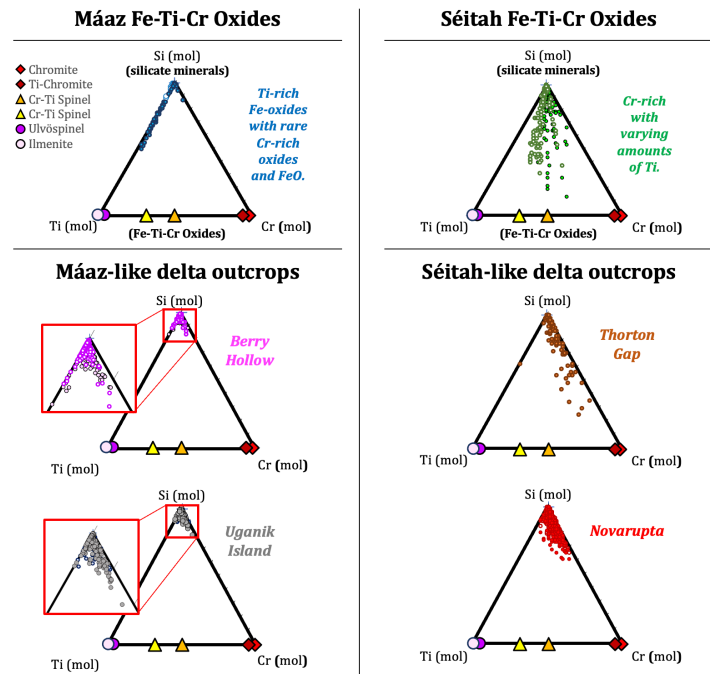 Máaz Fe-Ti-Cr Oxides
Si (mol)
(silicate minerals)
Chromite
Ti-Chromite
Cr-Ti Spinel
Cr-Ti Spinel
Ulvöspinel
Ilmenite
Ti-rich
Fe-oxides
with rare
Cr-rich
oxides
and FeO.
Ti (mol)
(Fe-Ti-Cr Oxides)
Cr (mol)
Séitah Fe-Ti-Cr Oxides
Si (mol)
(silicate minerals)
Cr-rich
with
varying
amounts
of Ti.
Ti (mol)
(Fe-Ti-Cr Oxides)
Cr (mol)
Máaz-like delta outcrops
Si (mol)
Berry
Hollow
Ti (mol)
Cr (mol)
Si (mol)
Uganik
Island
Ti (mol)
Cr (mol)
Séitah-like delta outcrops
Si (mol)
Thorton
Gap
Ti (mol)
Cr (mol)
Si (mol)
Novarupta
Ti (mol)
Cr (mol)